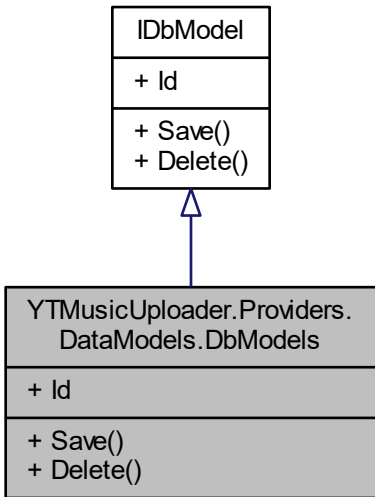 IDbModel
+ Id
+ Save()
+ Delete()
YTMusicUploader.Providers.
DataModels.DbModels
+ Id
+ Save()
+ Delete()